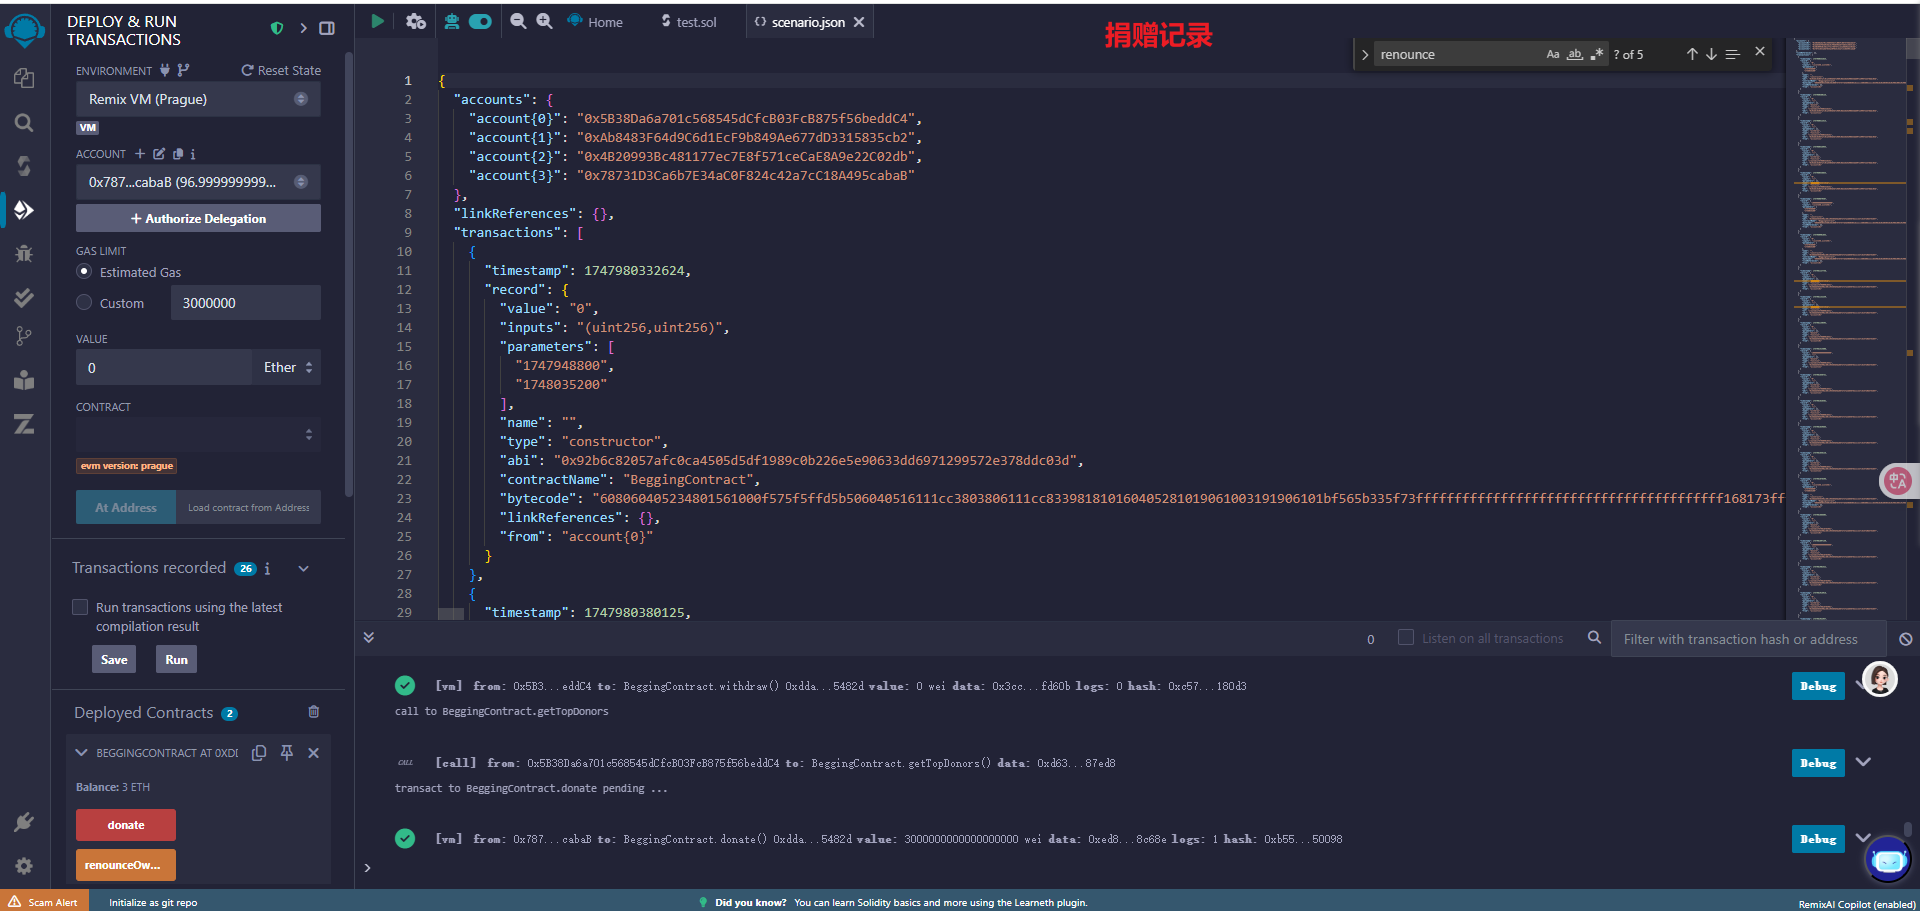 DEPLOY & RUN
TRANSACTIONS
ENVIRONMENT
Reset State
Remix VM (Prague)
VM
ACCOUNT
0x787...cabaB (96.999999999...
Authorize Delegation
GAS LIMIT
Estimated Gas
Custom
3000000
VALUE
0
Ether
CONTRACT
evm version: prague
At Address
Load contract from Address
Transactions recorded 26
Run transactions using the latest
compilation result
Save
Run
Deployed Contracts 2
BEGGINGCONTRACT AT 0XD
Balance: 3 ETH
donate
renounceOw...
Home
test.sol
{} scenario.json
捐赠记录
renounce
Aa ab .* ? of 5
1 {
2 "accounts": {
3 "account{0}": "0x5B38Da6a701c568545dCfcB03FcB875f56beddC4",
4 "account{1}": "0xAb8483F64d9C6d1EcF9b849Ae677dD3315835cb2",
5 "account{2}": "0x4B20993Bc481177ec7E8f571ceCaE8A9e22C02db",
6 "account{3}": "0x78731D3Ca6b7E34aC0F824c42a7cC18A495cabaB"
7 },
8 "linkReferences": {},
9 "transactions": [
10 {
11 "timestamp": 1747980332624,
12 "record": {
13 "value": "0",
14 "inputs": "(uint256,uint256)",
15 "parameters": [
16 "1747948800",
17 "1748035200"
18 ],
19 "name": "",
20 "type": "constructor",
21 "abi": "0x92b6c82057afc0ca4505d5df1989c0b226e5e90633dd6971299572e378ddc03d",
22 "contractName": "BeggingContract",
23 "bytecode": "608060405234801561000f575f5ffd5b506040516111cc3803806111cc833981810160405281019061003191906101bf565b335f73ffffffffffffffffffffffffffffffffffffffff168173ff
24 "linkReferences": {},
25 "from": "account{0}"
26 }
27 },
28 {
29 "timestamp": 1747980380125,
0
Listen on all transactions
Filter with transaction hash or address
[vm] from: 0x5B3...eddC4 to: BeggingContract.withdraw() 0xdda...5482d value: 0 wei data: 0x3cc...fd60b logs: 0 hash: 0xc57...180d3
Debug
call to BeggingContract.getTopDonors
CALL [call] from: 0x5B38Da6a701c568545dCfcB03FcB875f56beddC4 to: BeggingContract.getTopDonors() data: 0xd63...87ed8
Debug
transact to BeggingContract.donate pending ...
[vm] from: 0x787...cabaB to: BeggingContract.donate() 0xdda...5482d value: 3000000000000000000 wei data: 0xed8...8c68e logs: 1 hash: 0xb55...50098
Debug
>
Scam Alert
Initialize as git repo
Did you know? You can learn Solidity basics and more using the Learneth plugin.
RemixAI Copilot (enabled)